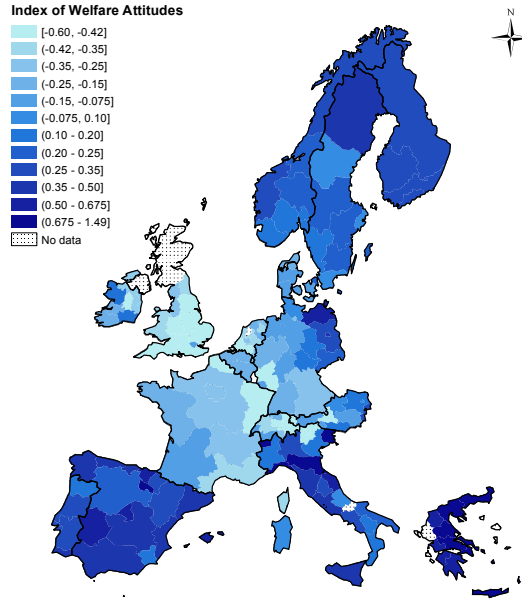 Index of Welfare Attitudes
N
[-0.60, -0.42]
(-0.42, -0.35]
(-0.35, -0.25]
(-0.25, -0.15]
(-0.15, -0.075]
(-0.075, 0.10]
(0.10 - 0.20]
(0.20 - 0.25]
(0.25 - 0.35]
(0.35 - 0.50]
(0.50 - 0.675]
(0.675 - 1.49]
No data